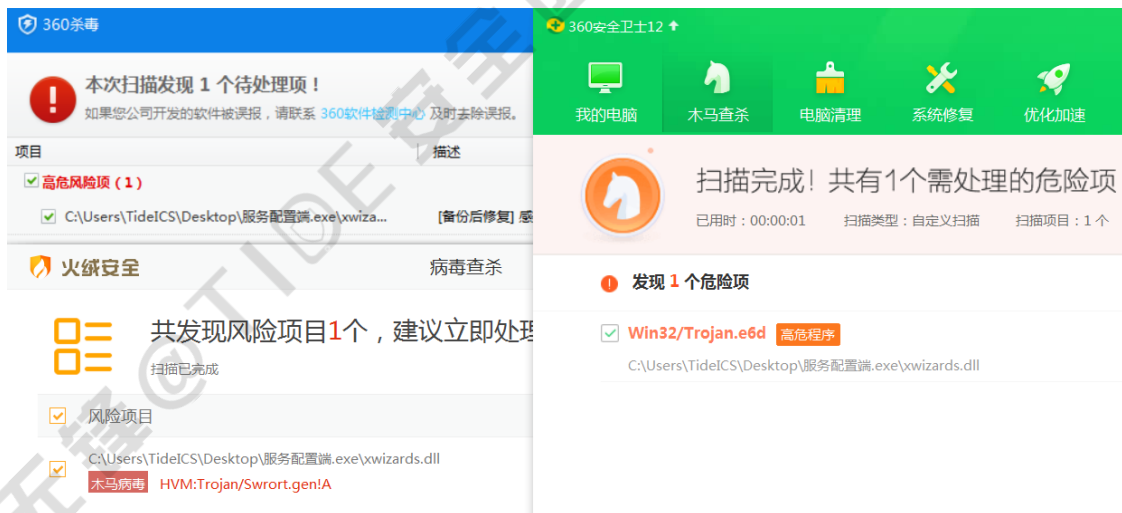 360杀毒
本次扫描发现 1 个待处理项！
如果您公司开发的软件被误报，请联系 360软件检测中心 及时去除误报。
项目 描述
高危风险项（1）
C:\Users\TideICS\Desktop\服务配置端.exe\xwiza... [备份后修复] 感
火绒安全 病毒查杀
共发现风险项目1个，建议立即处理
扫描已完成
风险项目
C:\Users\TideICS\Desktop\服务配置端.exe\xwizards.dll
木马病毒 HVM:Trojan/Swrort.gen!A
360安全卫士12
我的电脑 木马查杀 电脑清理 系统修复 优化加速
扫描完成！共有1个需处理的危险项
已用时：00:00:01 扫描类型：自定义扫描 扫描项目：1 个
发现 1 个危险项
Win32/Trojan.e6d 高危程序
C:\Users\TideICS\Desktop\服务配置端.exe\xwizards.dll
无锋@TIDE安全